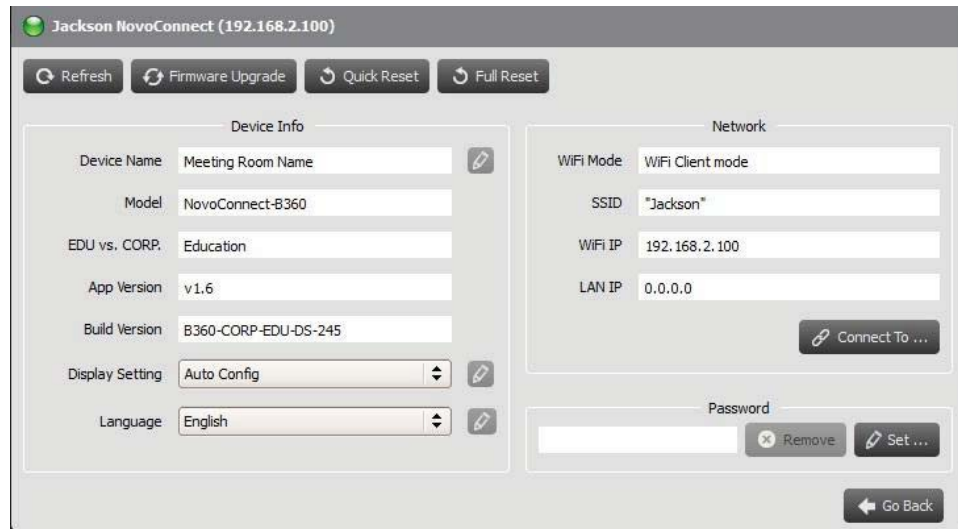 Jackson NovoConnect (192.168.2.100)
Refresh Firmware Upgrade Quick Reset Full Reset
Device Info
Device Name Meeting Room Name
Model NovoConnect-B360
EDU vs. CORP. Education
App Version v1.6
Build Version B360-CORP-EDU-DS-245
Display Setting Auto Config
Language English
Network
WiFi Mode WiFi Client mode
SSID "Jackson"
WiFi IP 192.168.2.100
LAN IP 0.0.0.0
Connect To ...
Password
Remove Set ...
Go Back